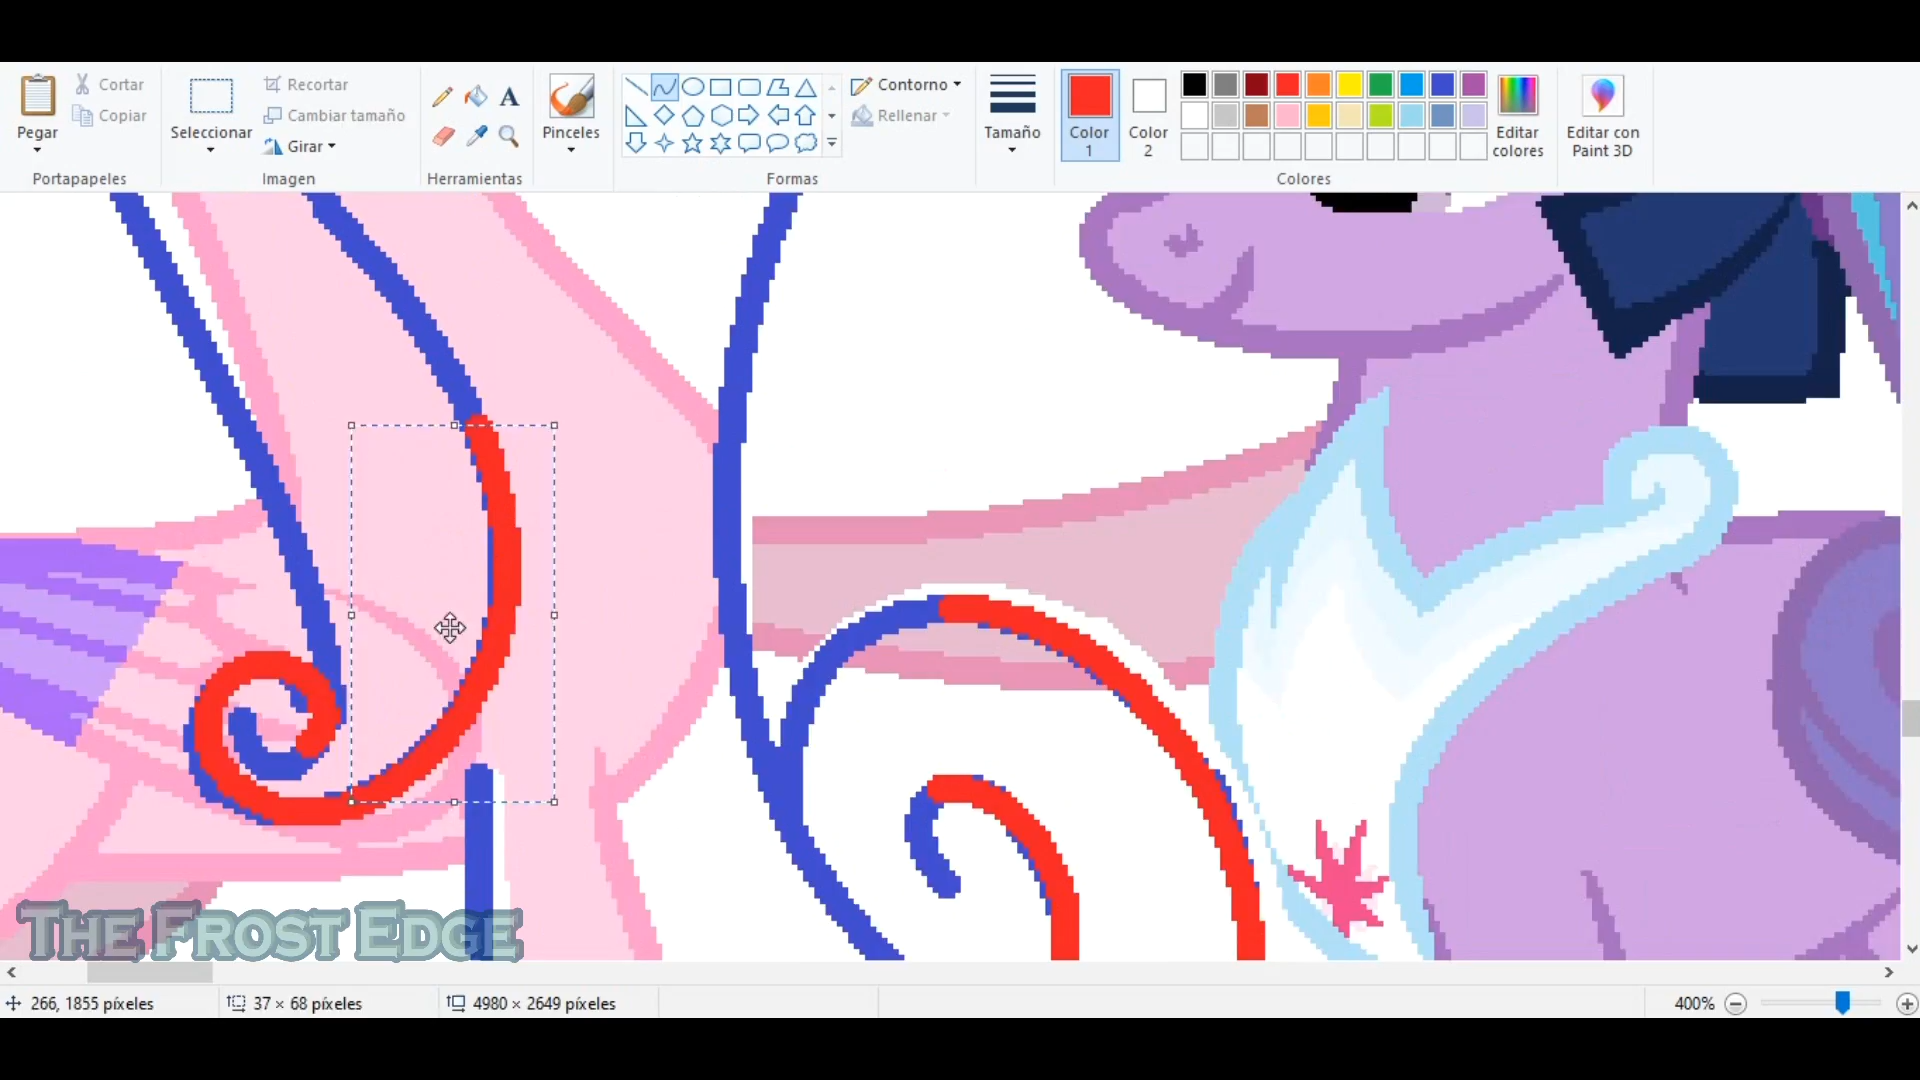 Pegar
Cortar
Copiar
Portapapeles
Seleccionar
Recortar
Cambiar tamaño
Girar
Imagen
A
Herramientas
Pinceles
Contorno
Rellenar
Formas
Tamaño
Color
1
Color
2
Editar
colores
Colores
Editar con
Paint 3D
THE FROST EDGE
266, 1855 píxeles
37 × 68 píxeles
4980 × 2649 píxeles
400%